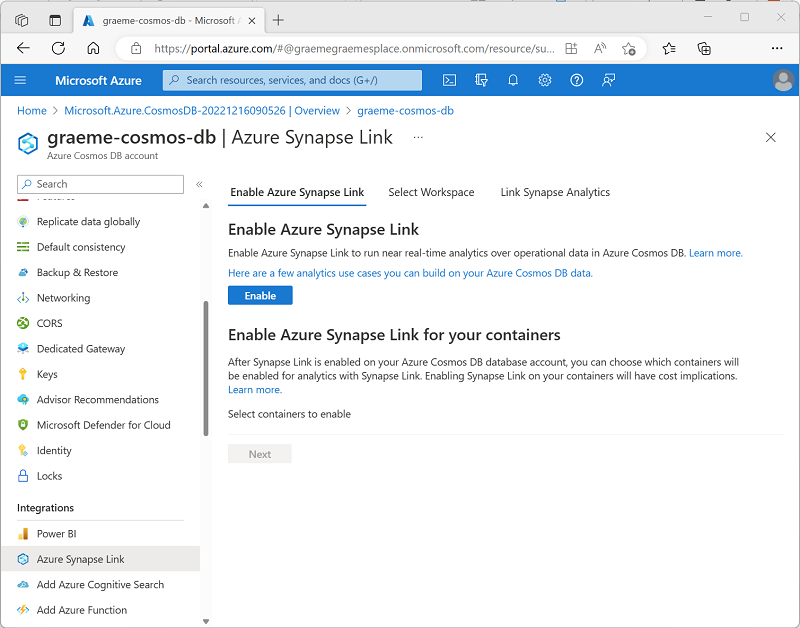 graeme-cosmos-db - Microsoft A
https://portal.azure.com/#@graemegraemesplace.onmicrosoft.com/resource/su...
Microsoft Azure
Search resources, services, and docs (G+/)
Home > Microsoft.Azure.CosmosDB-20221216090526 | Overview > graeme-cosmos-db
graeme-cosmos-db | Azure Synapse Link ...
Azure Cosmos DB account
Search
Features
Replicate data globally
Default consistency
Backup & Restore
Networking
CORS
Dedicated Gateway
Keys
Advisor Recommendations
Microsoft Defender for Cloud
Identity
Locks
Integrations
Power BI
Azure Synapse Link
Add Azure Cognitive Search
Add Azure Function
Enable Azure Synapse Link
Select Workspace
Link Synapse Analytics
Enable Azure Synapse Link
Enable Azure Synapse Link to run near real-time analytics over operational data in Azure Cosmos DB. Learn more.
Here are a few analytics use cases you can build on your Azure Cosmos DB data.
Enable
Enable Azure Synapse Link for your containers
After Synapse Link is enabled on your Azure Cosmos DB database account, you can choose which containers will
be enabled for analytics with Synapse Link. Enabling Synapse Link on your containers will have cost implications.
Learn more.
Select containers to enable
Next